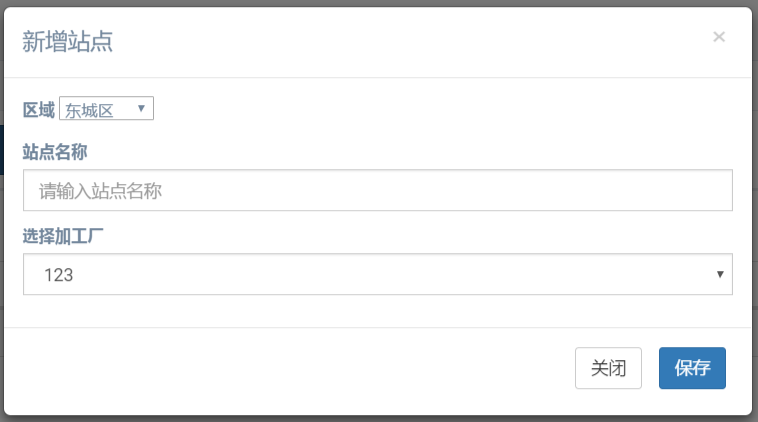 新增站点 ×
区域 东城区
站点名称
请输入站点名称
选择加工厂
123
关闭 保存